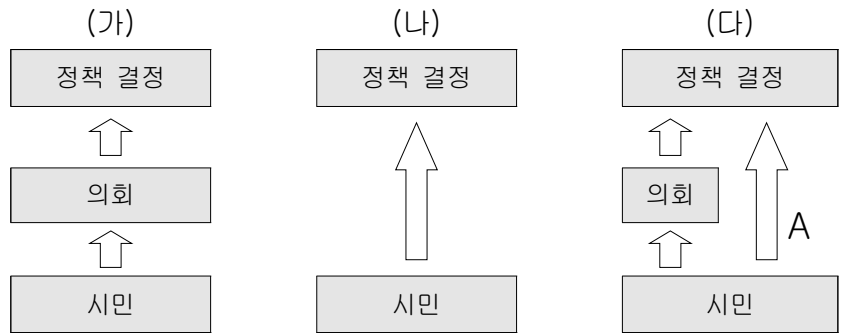 (가) (나) (다)
정책 결정 정책 결정 정책 결정
의회 의회
A
시민 시민 시민